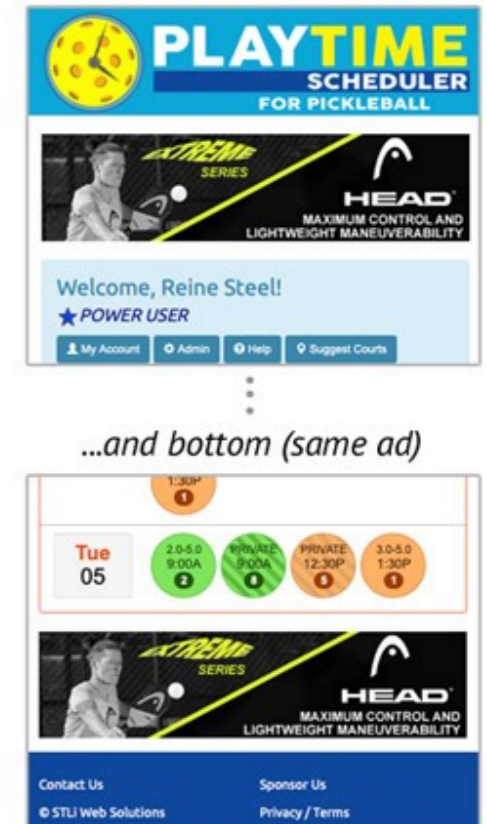 PLAYTIME
SCHEDULER
FOR PICKLEBALL
EXTREME
SERIES
HEAD
MAXIMUM CONTROL AND
LIGHTWEIGHT MANEUVERABILITY
Welcome, Reine Steel!
POWER USER
My Account Admin Help Suggest Courts
...and bottom (same ad)
1:30P
1
Tue
05
2.0-5.0 PRIVATE PRIVATE 3.0-5.0
9:00A 9:00A 12:30P 1:30P
2 8 5 1
EXTREME
SERIES
HEAD
MAXIMUM CONTROL AND
LIGHTWEIGHT MANEUVERABILITY
Contact Us Sponsor Us
© STLi Web Solutions Privacy / Terms